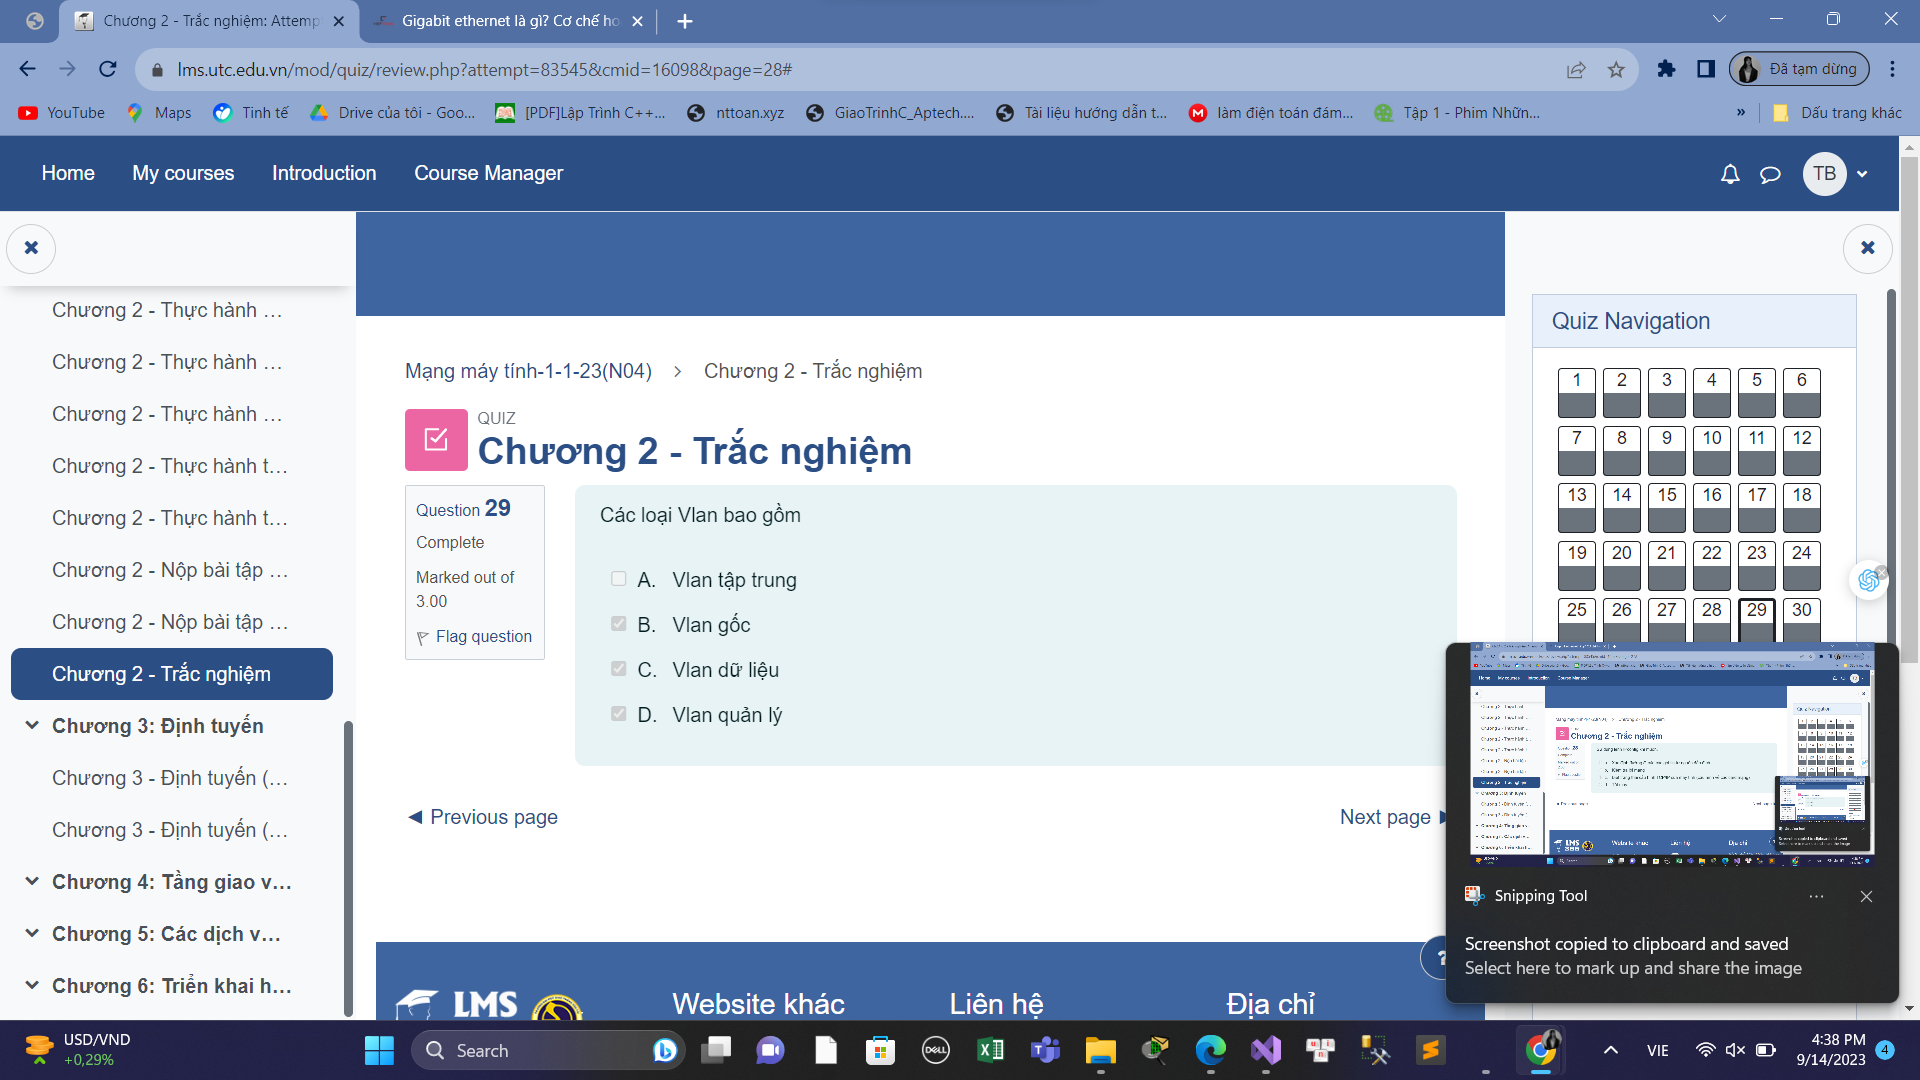 Chương 2 - Trắc nghiệm: Attemp
Gigabit ethernet là gì? Cơ chế ho
lms.utc.edu.vn/mod/quiz/review.php?attempt=83545&cmid=16098&page=28#
Đã tạm dừng
YouTube
Maps
Tinh tế
Drive của tôi - Goo...
[PDF]Lập Trình C++...
nttoan.xyz
GiaoTrinhC_Aptech....
Tài liệu hướng dẫn t...
làm điện toán đám...
Tập 1 - Phim Nhữn...
»
Dấu trang khác
Home
My courses
Introduction
Course Manager
TB
Chương 2 - Thực hành ...
Chương 2 - Thực hành ...
Chương 2 - Thực hành ...
Chương 2 - Thực hành t...
Chương 2 - Thực hành t...
Chương 2 - Nộp bài tập ...
Chương 2 - Nộp bài tập ...
Chương 2 - Trắc nghiệm
Chương 3: Định tuyến
Chương 3 - Định tuyến (...
Chương 3 - Định tuyến (...
Chương 4: Tầng giao v...
Chương 5: Các dịch v...
Chương 6: Triển khai h...
Mạng máy tính-1-1-23(N04)
Chương 2 - Trắc nghiệm
QUIZ
Chương 2 - Trắc nghiệm
Question 29
Complete
Marked out of
3.00
Flag question
Các loại Vlan bao gồm
A. Vlan tập trung
B. Vlan gốc
C. Vlan dữ liệu
D. Vlan quản lý
Previous page
Next page
Quiz Navigation
1 2 3 4 5 6
7 8 9 10 11 12
13 14 15 16 17 18
19 20 21 22 23 24
25 26 27 28 29 30
LMS
Website khác
Liên hệ
Địa chỉ
?
Snipping Tool
Screenshot copied to clipboard and saved
Select here to mark up and share the image
USD/VND
+0,29%
Search
DELL
VIE
4:38 PM
9/14/2023
4